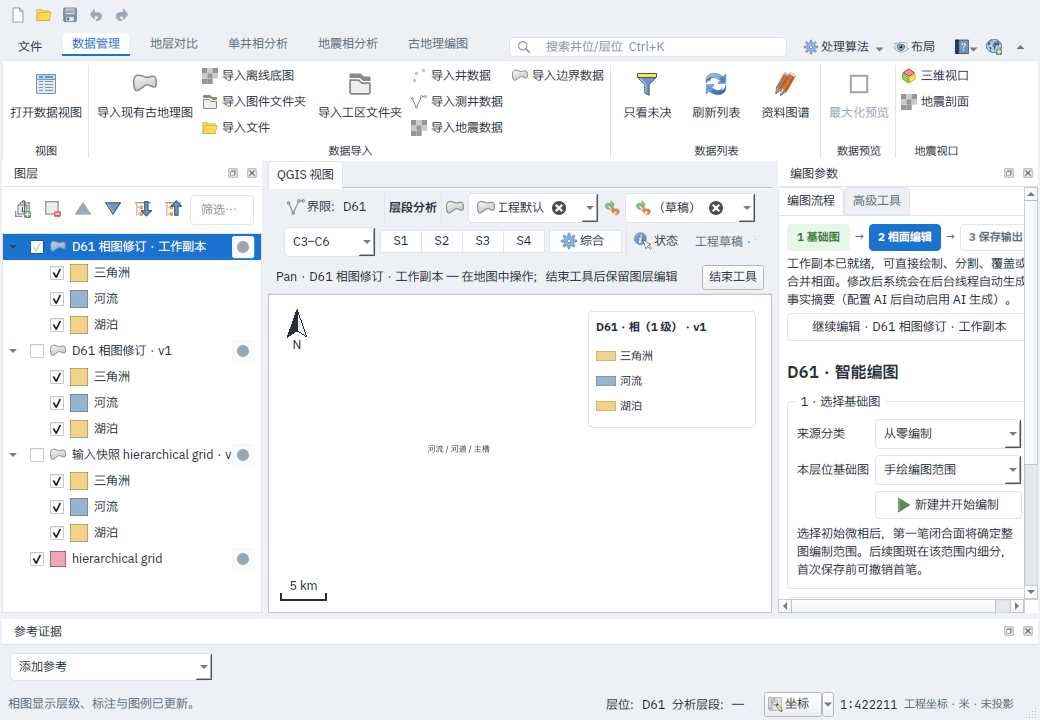 文件 数据管理 地层对比 单井相分析 地震相分析 古地理编图 搜索井位/层位 Ctrl+K 处理算法 布局
打开数据视图 导入现有古地理图 导入离线底图 导入图件文件夹 导入文件 导入工区文件夹 导入井数据 导入测井数据 导入地震数据 导入边界数据 只看未决 刷新列表 资料图谱 最大化预览 三维视口 地震剖面
视图 数据导入 数据列表 数据预览 地震视口
图层
筛选…
D61 相图修订 · 工作副本
三角洲
河流
湖泊
D61 相图修订 · v1
三角洲
河流
湖泊
输入快照 hierarchical grid · v
三角洲
河流
湖泊
hierarchical grid
QGIS 视图
界限: D61 层段分析 工程默认 （草稿）
C3—C6 S1 S2 S3 S4 综合 状态 工程草稿 ·
Pan · D61 相图修订 · 工作副本 — 在地图中操作；结束工具后保留图层编辑 结束工具
N
D61 · 相（1 级） · v1
三角洲
河流
湖泊
河流 / 河道 / 主槽
5 km
编图参数
编图流程 高级工具
1 基础图 → 2 相面编辑 → 3 保存输出
工作副本已就绪，可直接绘制、分割、覆盖或
合并相面。修改后系统会在后台线程自动生成
事实摘要（配置 AI 后自动启用 AI 生成）。
继续编辑 · D61 相图修订 · 工作副本
D61 · 智能编图
1 · 选择基础图
来源分类 从零编制
本层位基础图 手绘编图范围
新建并开始编制
选择初始微相后，第一笔闭合面将确定整
图编制范围。后续图斑在该范围内细分，
首次保存前可撤销首笔。
参考证据
添加参考
相图显示层级、标注与图例已更新。 层位: D61 分析层段: — 坐标 1:422211 工程坐标 · 米 · 未投影